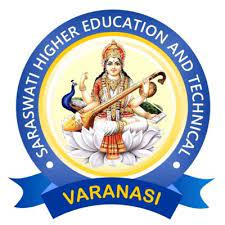 SARASWATI HIGHER EDUCATION AND TECHNICAL
VARANASI